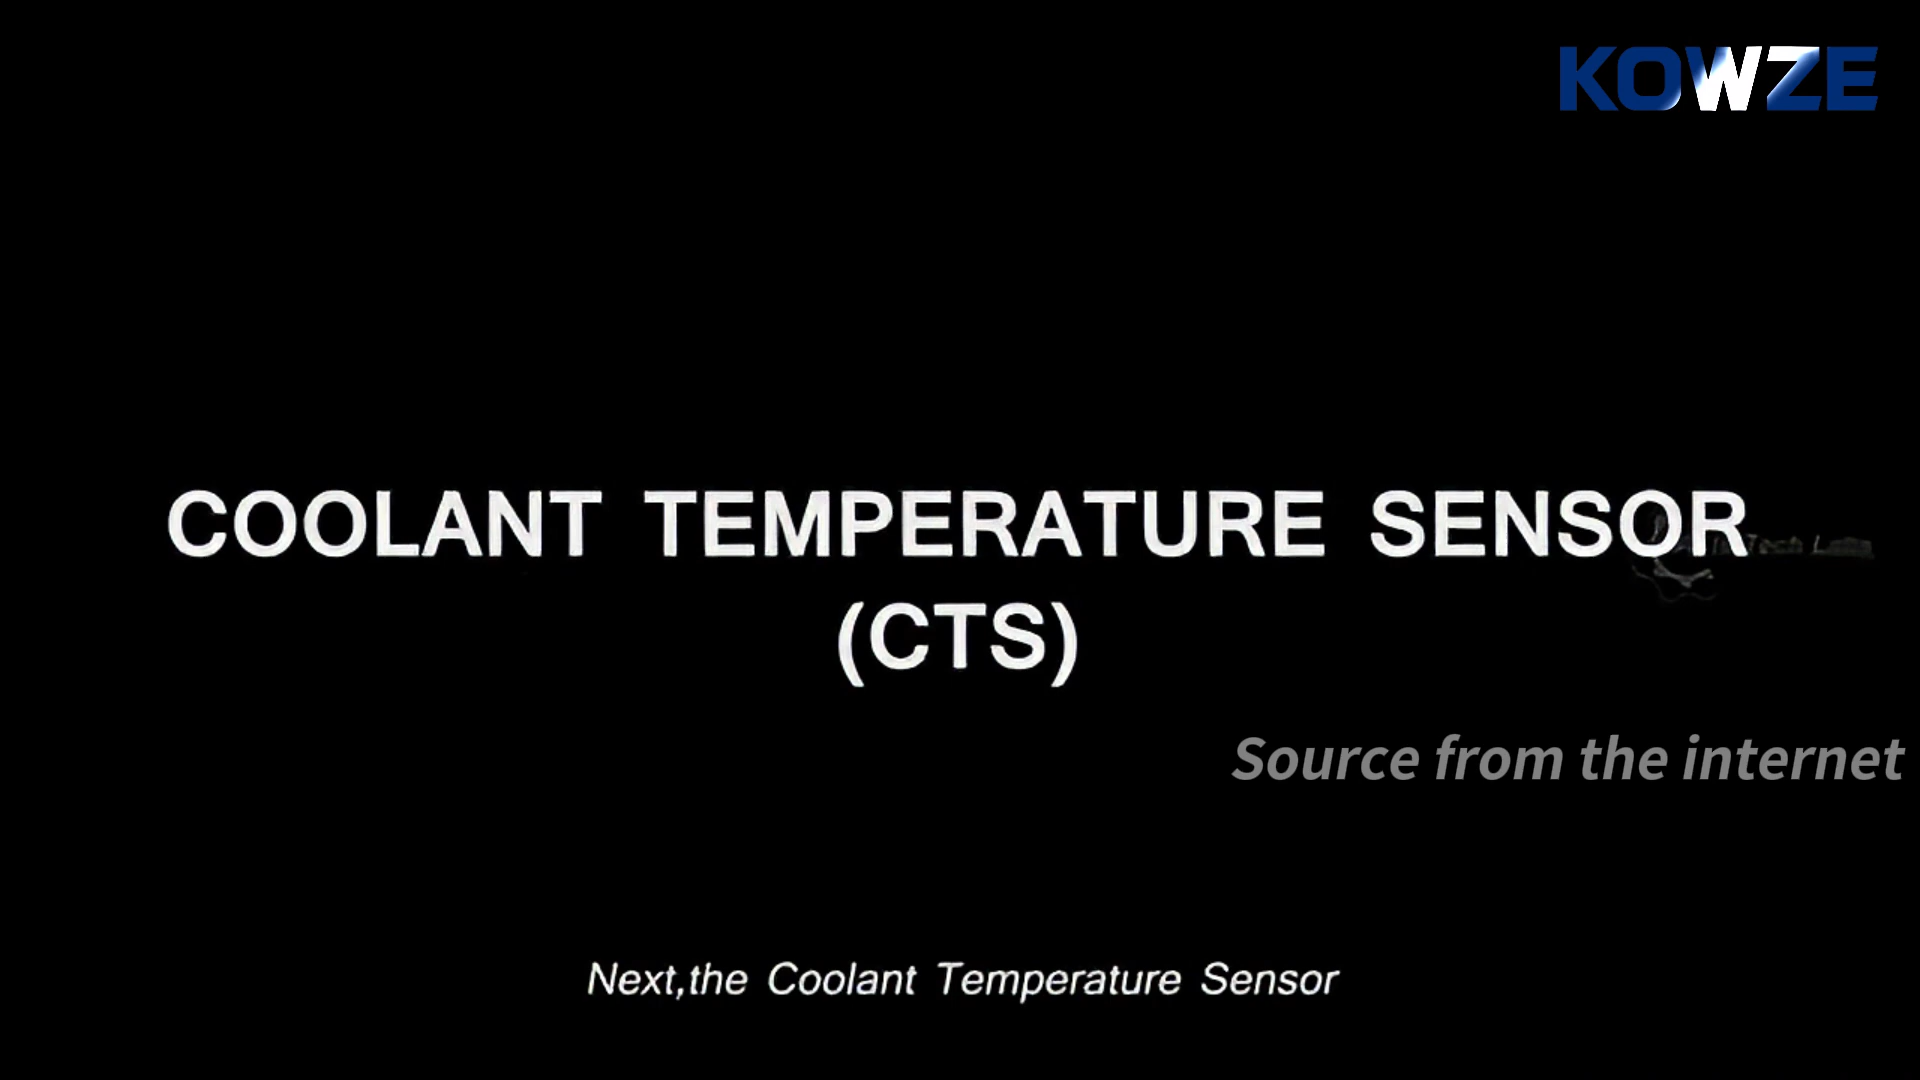 KOWZE
COOLANT TEMPERATURE SENSOR
(CTS)
Source from the internet
Next,the Coolant Temperature Sensor